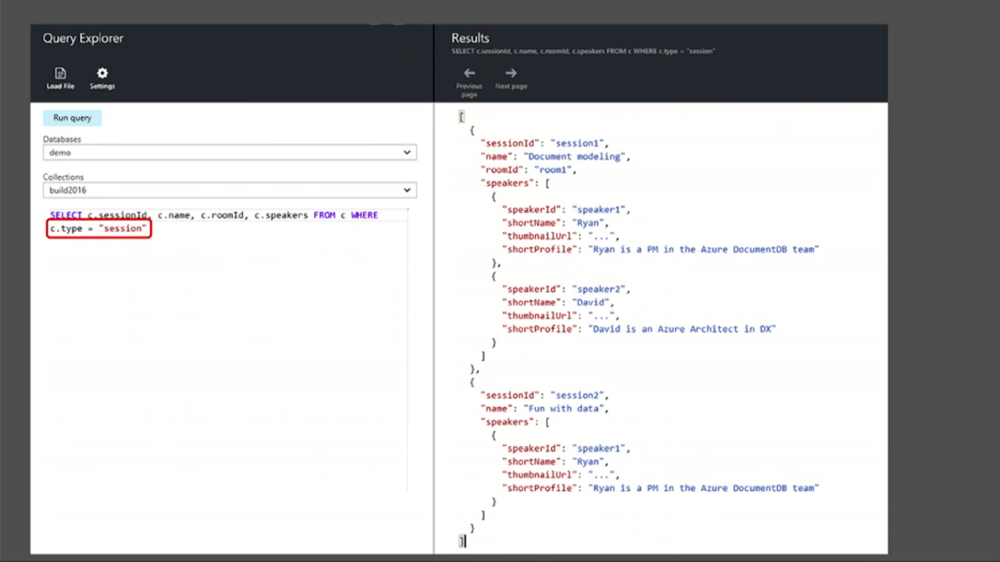 Query Explorer
Load File
Settings
Run query
Databases
demo
Collections
build2016
SELECT c.sessionId, c.name, c.roomId, c.speakers FROM c WHERE
c.type = "session"
Results
SELECT c.sessionId, c.name, c.roomId, c.speakers FROM c WHERE c.type = "session"
Previous
page
Next page
[
{
"sessionId": "session1",
"name": "Document modeling",
"roomId": "room1",
"speakers": [
{
"speakerId": "speaker1",
"shortName": "Ryan",
"thumbnailUrl": "...",
"shortProfile": "Ryan is a PM in the Azure DocumentDB team"
},
{
"speakerId": "speaker2",
"shortName": "David",
"thumbnailUrl": "...",
"shortProfile": "David is an Azure Architect in DX"
}
]
},
{
"sessionId": "session2",
"name": "Fun with data",
"speakers": [
{
"speakerId": "speaker1",
"shortName": "Ryan",
"thumbnailUrl": "...",
"shortProfile": "Ryan is a PM in the Azure DocumentDB team"
}
]
}
]